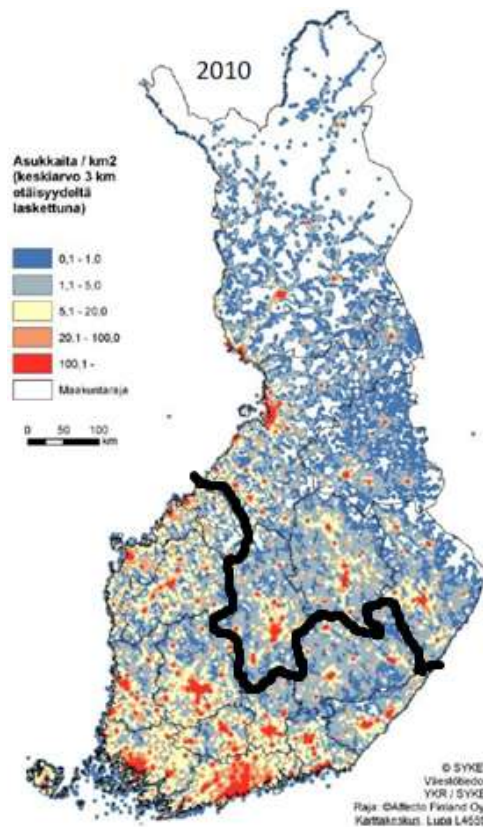 2010
Asukkaita / km2
(keskiarvo 3 km
etäisyydeltä
laskettuna)
0,1 - 1,0
1,1 - 5,0
5,1 - 20,0
20,1 - 100,0
100,1 -
Maakuntaraja
0 50 100
km
© SYKE
YKR / SYKE
Raja: ©Affecto Finland Oy
Karttakeskus, Lupa